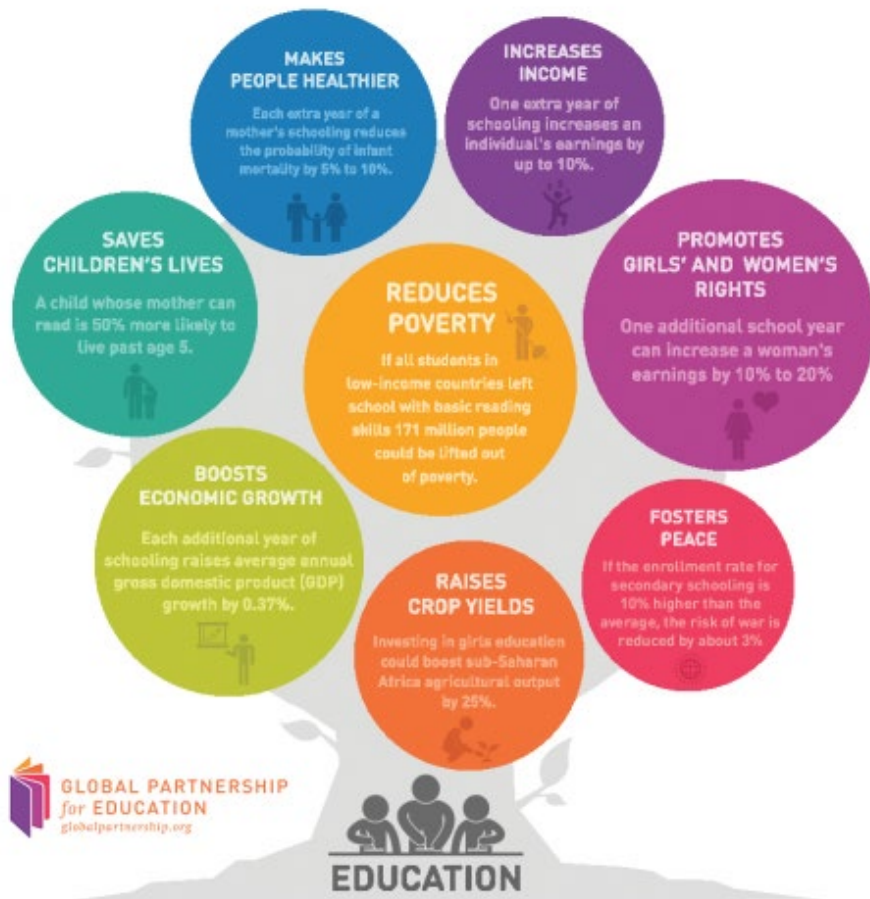 MAKES
PEOPLE HEALTHIER
Each extra year of a
mother's schooling reduces
the probability of infant
mortality by 5% to 10%.
INCREASES
INCOME
One extra year of
schooling increases an
individual's earnings by
up to 10%.
SAVES
CHILDREN'S LIVES
A child whose mother can
read is 50% more likely to
live past age 5.
REDUCES
POVERTY
If all students in
low-income countries left
school with basic reading
skills 171 million people
could be lifted out
of poverty.
PROMOTES
GIRLS' AND WOMEN'S
RIGHTS
One additional school year
can increase a woman's
earnings by 10% to 20%
BOOSTS
ECONOMIC GROWTH
Each additional year of
schooling raises average annual
gross domestic product (GDP)
growth by 0.37%.
RAISES
CROP YIELDS
Investing in girls education
could boost sub-Saharan
Africa agricultural output
by 25%.
FOSTERS
PEACE
If the enrollment rate for
secondary schooling is
10% higher than the
average, the risk of war is
reduced by about 3%
GLOBAL PARTNERSHIP
for EDUCATION
globalpartnership.org
EDUCATION